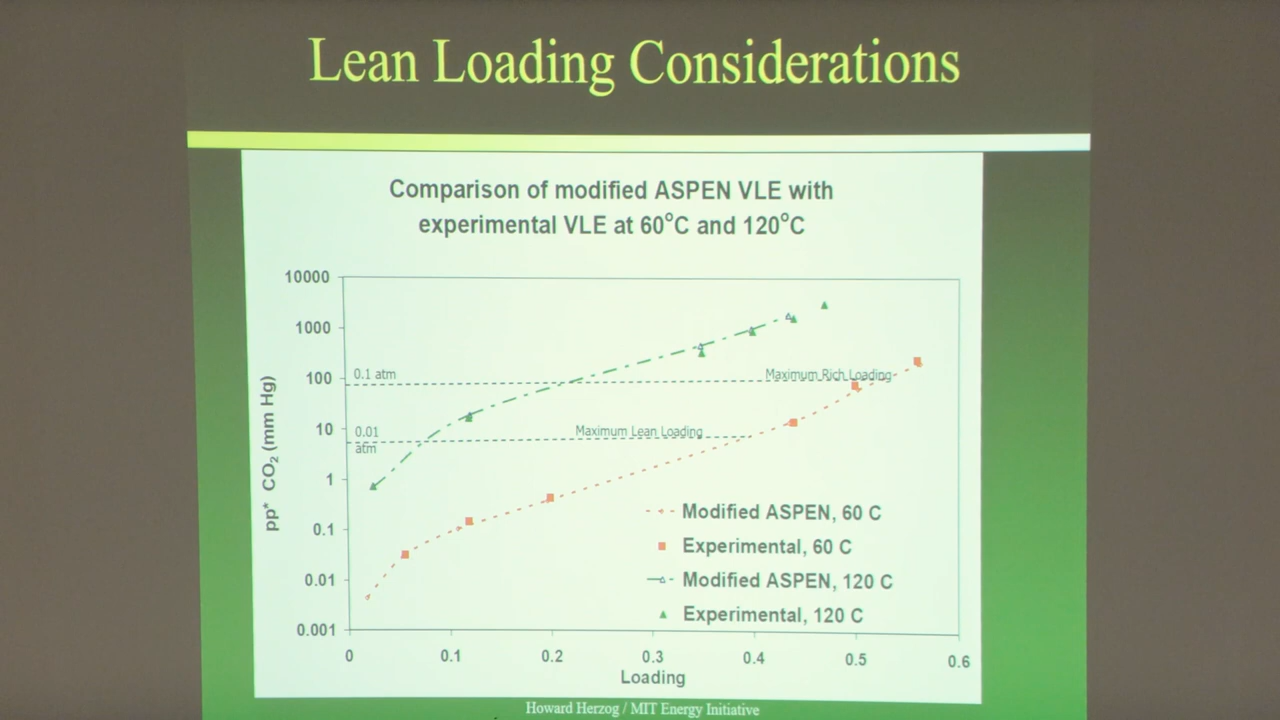 Lean Loading Considerations
Comparison of modified ASPEN VLE with
experimental VLE at 60°C and 120°C
10000
1000
100
10
1
0.1
0.01
0.001
pp* CO₂ (mm Hg)
0.1 atm
Maximum Rich Loading
0.01
atm
Maximum Lean Loading
Modified ASPEN, 60 C
Experimental, 60 C
Modified ASPEN, 120 C
Experimental, 120 C
0 0.1 0.2 0.3 0.4 0.5 0.6
Loading
Howard Herzog / MIT Energy Initiative